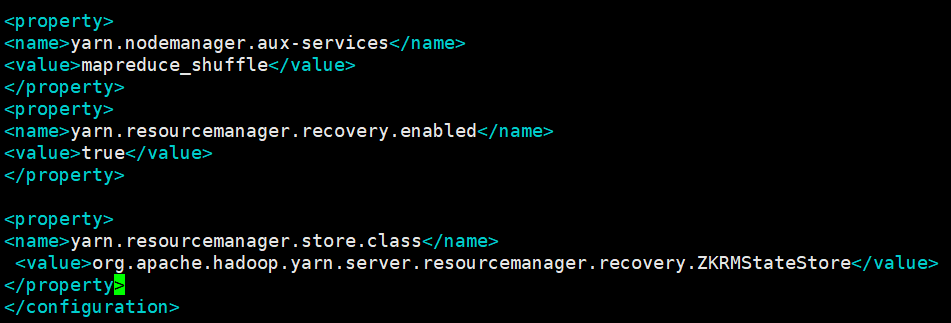 <property>
<name>yarn.nodemanager.aux-services</name>
<value>mapreduce_shuffle</value>
</property>
<property>
<name>yarn.resourcemanager.recovery.enabled</name>
<value>true</value>
</property>
<property>
<name>yarn.resourcemanager.store.class</name>
<value>org.apache.hadoop.yarn.server.resourcemanager.recovery.ZKRMStateStore</value>
</property>
</configuration>